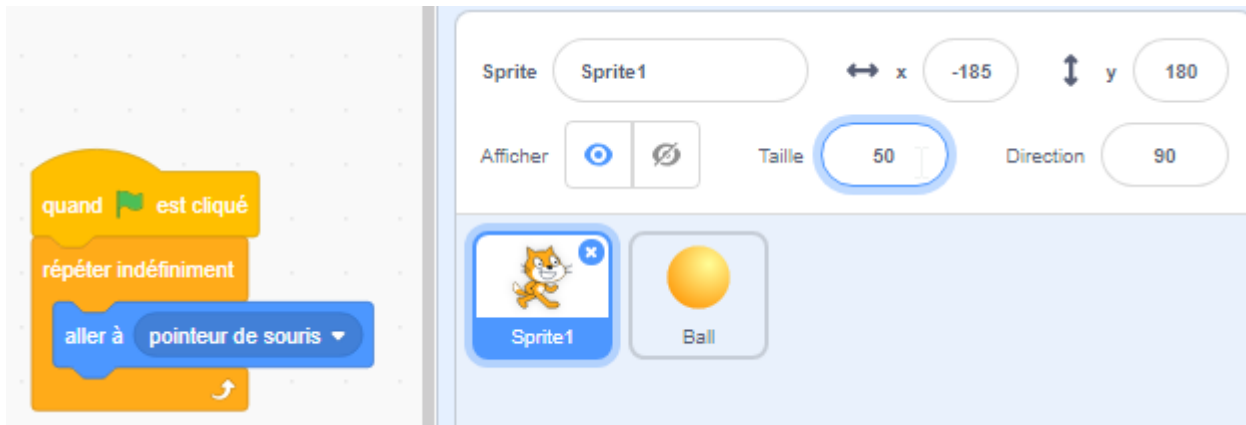 quand est cliqué
répéter indéfiniment
aller à pointeur de souris
Sprite Sprite1 x -185 y 180
Afficher Taille 50 Direction 90
Sprite1 Ball